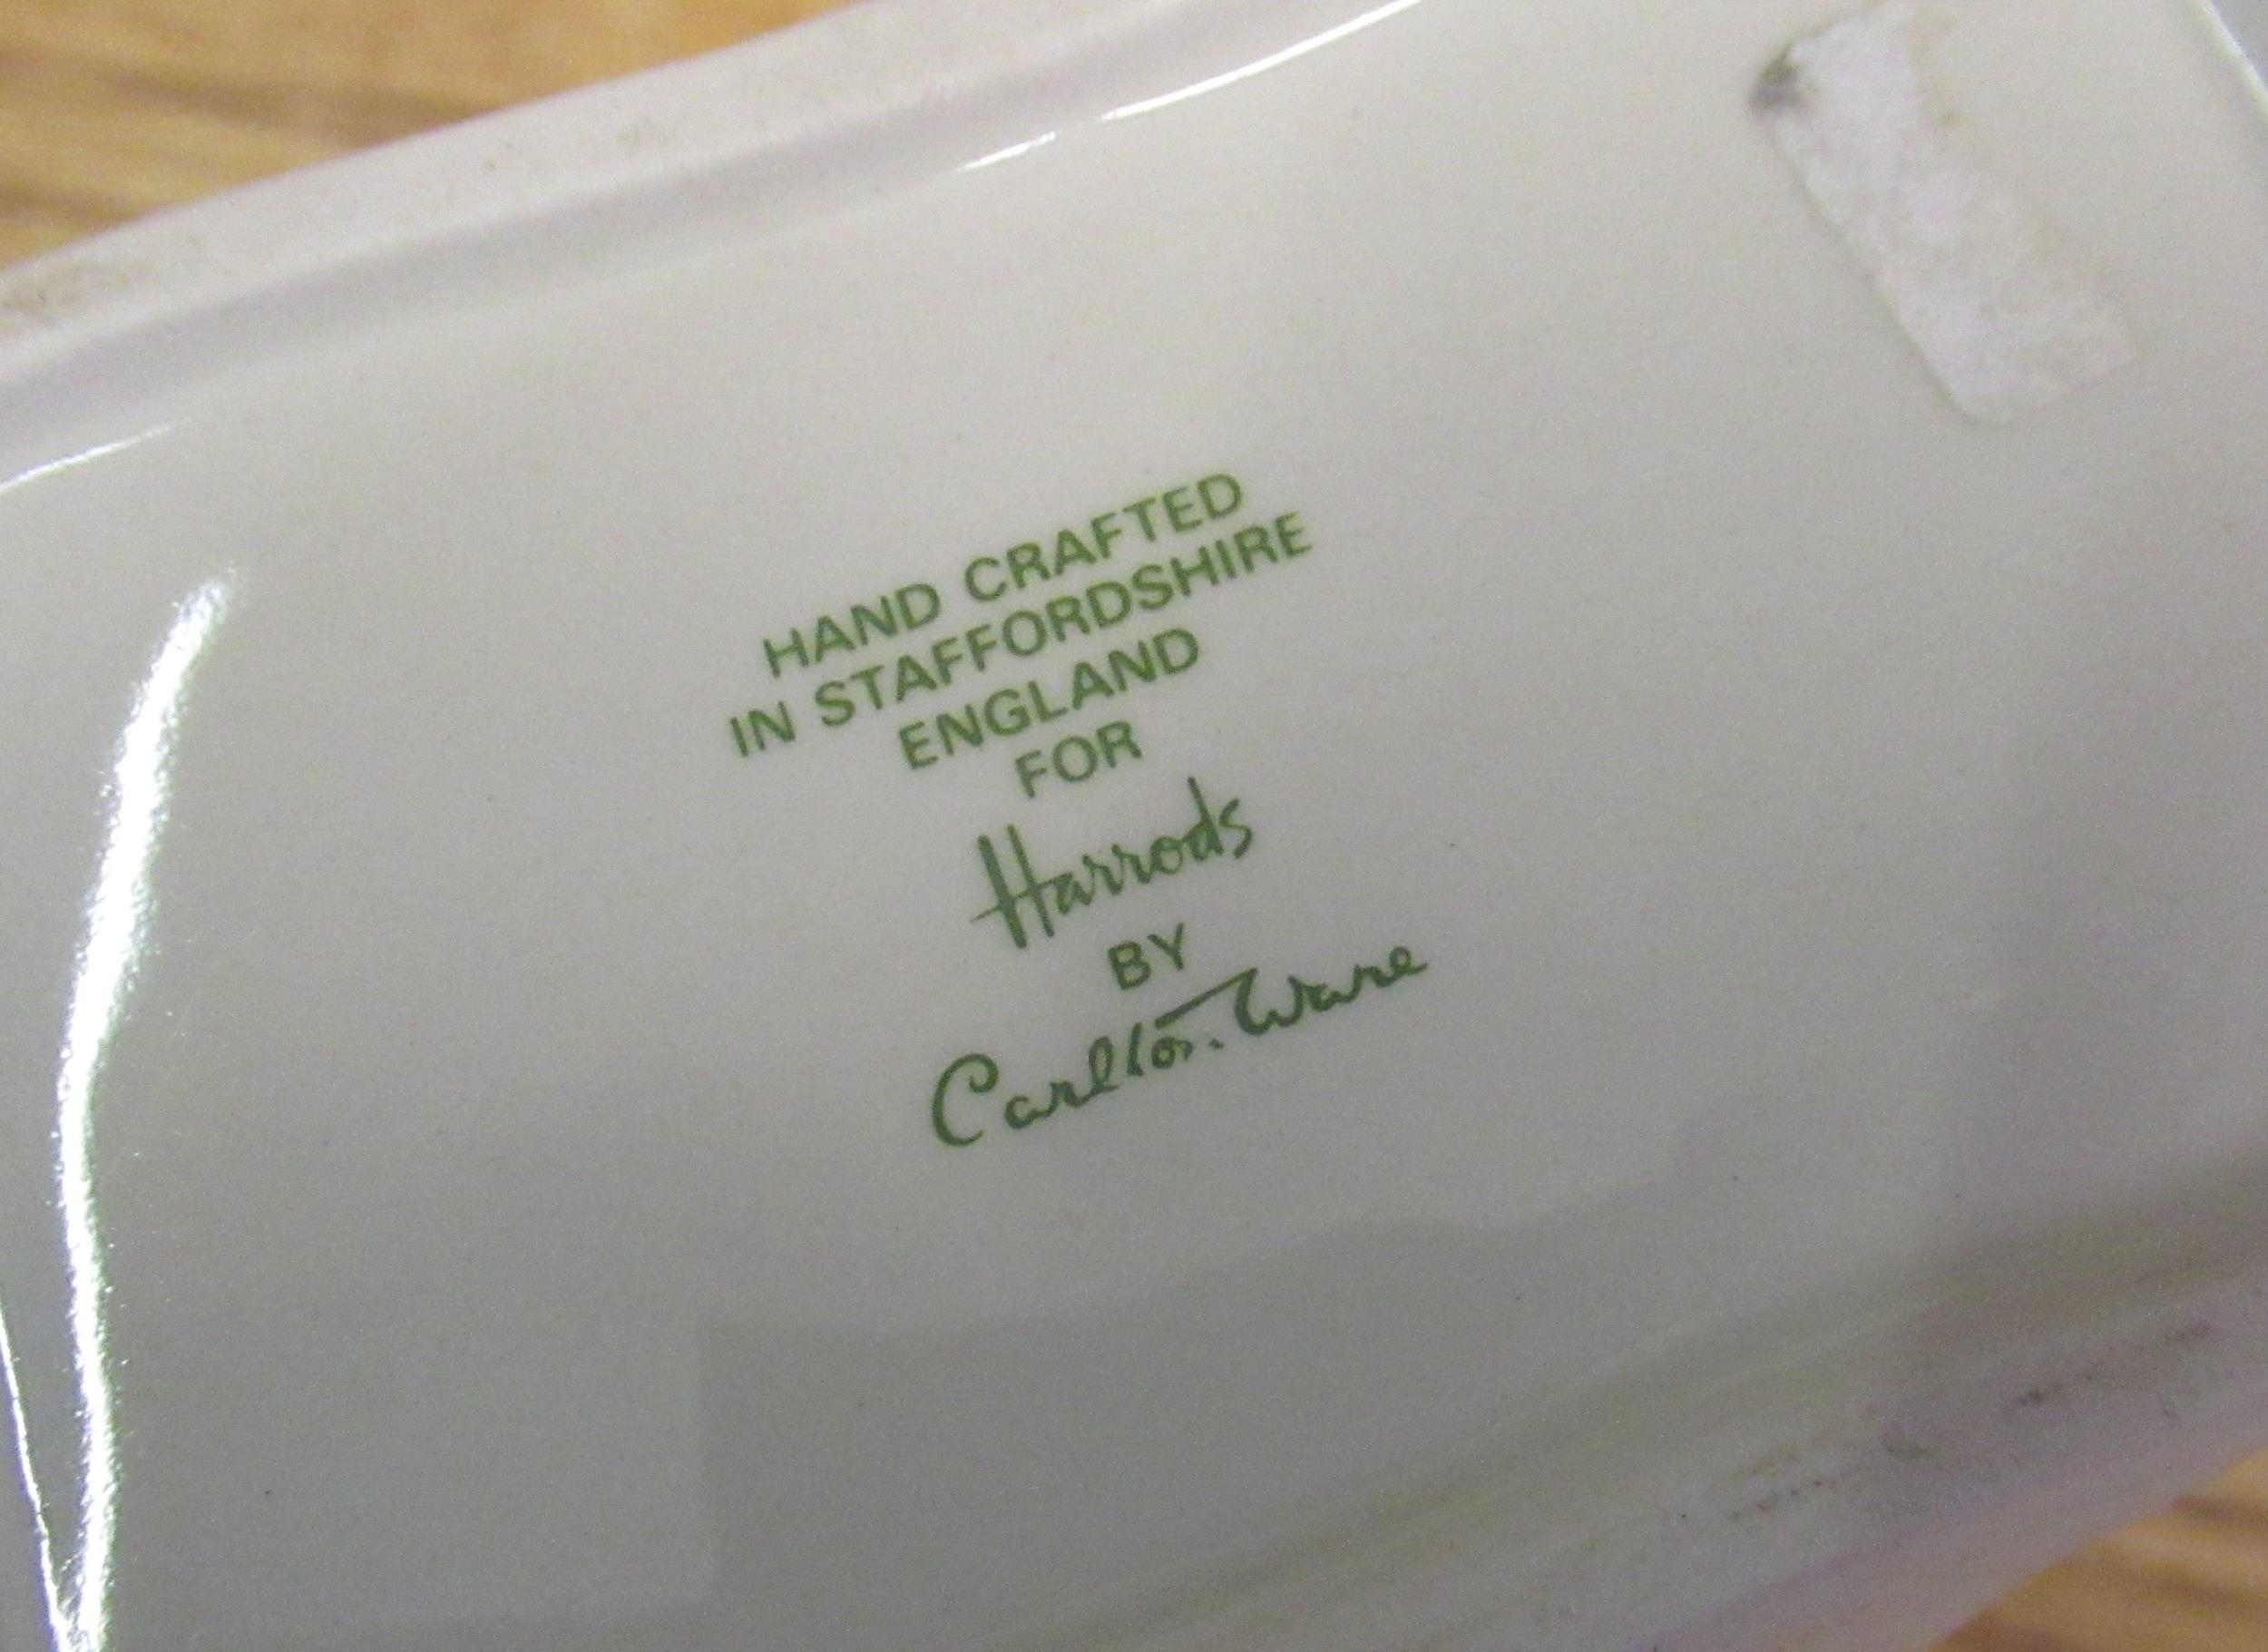 HAND CRAFTED
IN STAFFORDSHIRE
ENGLAND
FOR
Harrods
BY
Carlton Ware